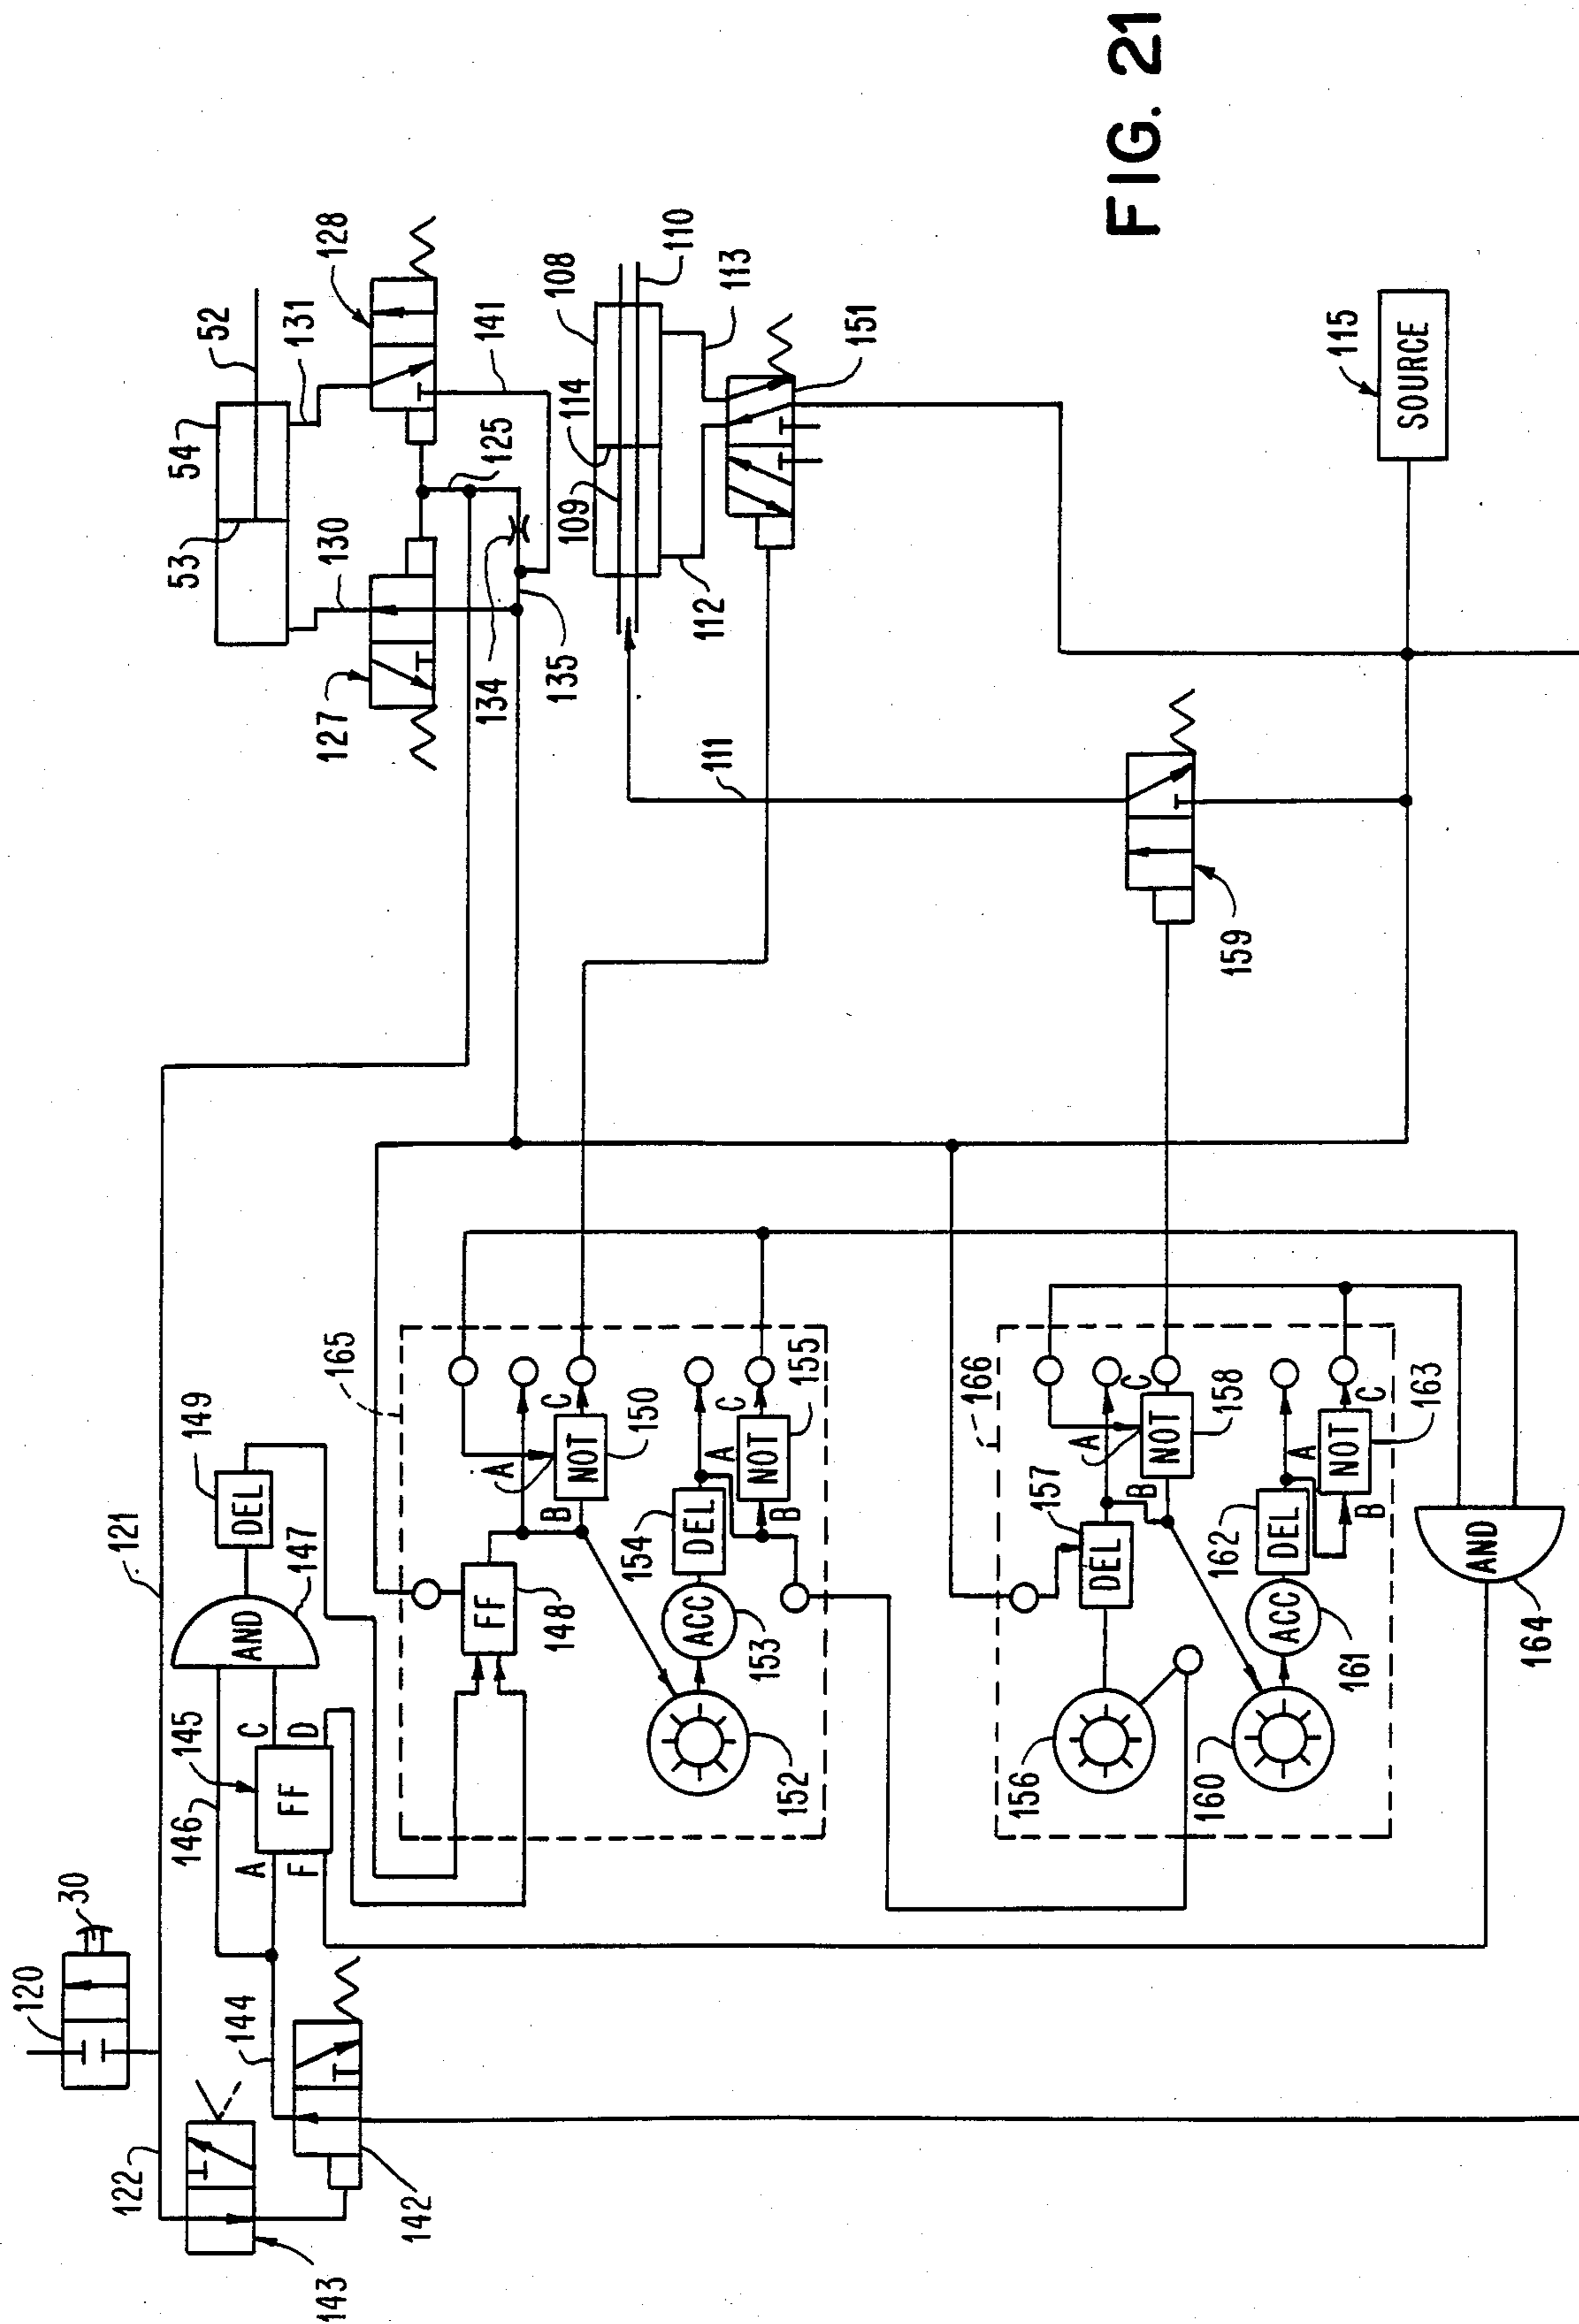 120
30
122
121
143
144
142
146
145
A
C
FF
F
D
AND
147
DEL
149
53
54
52
130
131
127
128
134
125
141
135
165
FF
148
B
A
NOT
C
150
152
ACC
153
154
DEL
A
B
NOT
C
155
109
114
108
110
112
113
151
111
156
157
DEL
166
A
B
NOT
C
158
160
ACC
161
162
DEL
A
B
NOT
C
163
AND
164
159
115
SOURCE
FIG. 21